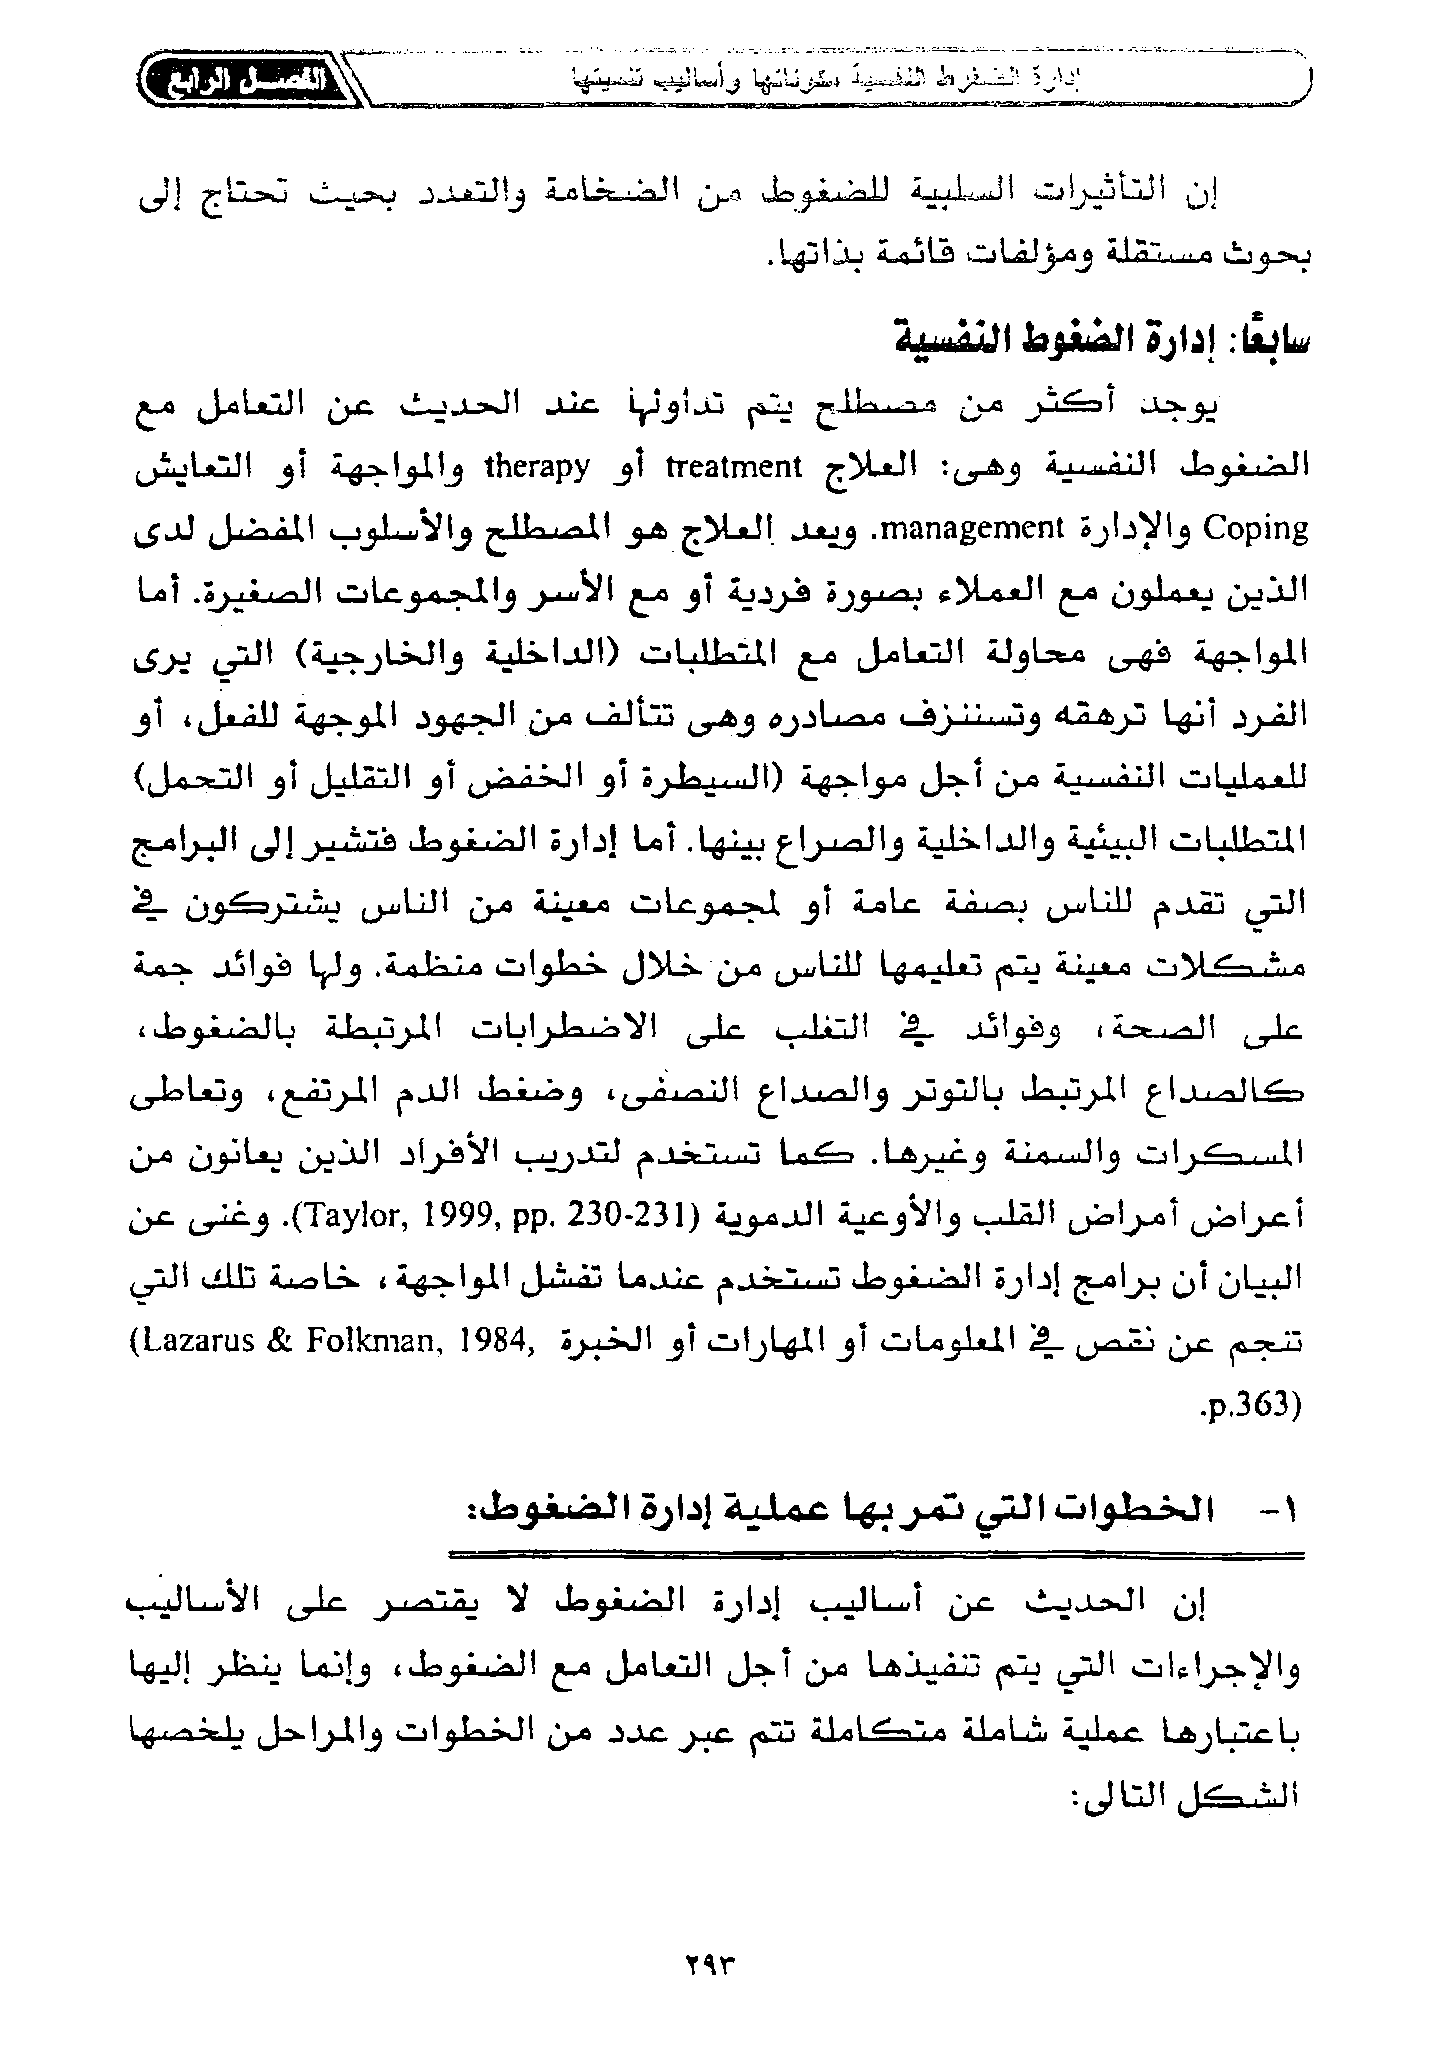 إدارة الضغوط النفسية مكوناتها وأساليب تنميتها
الفصل الرابع
إن التأثيرات السلبية للضغوط من الضخامة والتعدد بحيث تحتاج إلى
بحوث مستقلة ومؤلفات قائمة بذاتها.
سابعًا: إدارة الضغوط النفسية
يوجد أكثر من مصطلح يتم تداولها عند الحديث عن التعامل مع
الضغوط النفسية وهى: العلاج treatment أو therapy والمواجهة أو التعايش
Coping والإدارة management. ويعد العلاج هو المصطلح والأسلوب المفضل لدى
الذين يعملون مع العملاء بصورة فردية أو مع الأسر والمجموعات الصغيرة. أما
المواجهة فهى محاولة التعامل مع المتطلبات (الداخلية والخارجية) التي يرى
الفرد أنها ترهقه وتستنزف مصادره وهى تتألف من الجهود الموجهة للفعل، أو
للعمليات النفسية من أجل مواجهة (السيطرة أو الخفض أو التقليل أو التحمل)
المتطلبات البيئية والداخلية والصراع بينها. أما إدارة الضغوط فتشير إلى البرامج
التي تقدم للناس بصفة عامة أو لمجموعات معينة من الناس يشتركون في
مشكلات معينة يتم تعليمها للناس من خلال خطوات منظمة. ولها فوائد جمة
على الصحة، وفوائد في التغلب على الاضطرابات المرتبطة بالضغوط،
كالصداع المرتبط بالتوتر والصداع النصفى، وضغط الدم المرتفع، وتعاطى
المسكرات والسمنة وغيرها. كما تستخدم لتدريب الأفراد الذين يعانون من
أعراض أمراض القلب والأوعية الدموية (Taylor, 1999, pp. 230-231). وغنى عن
البيان أن برامج إدارة الضغوط تستخدم عندما تفشل المواجهة، خاصة تلك التي
تنجم عن نقص في المعلومات أو المهارات أو الخبرة (Lazarus & Folkman, 1984,
p.363).
١- الخطوات التي تمر بها عملية إدارة الضغوط:
إن الحديث عن أساليب إدارة الضغوط لا يقتصر على الأساليب
والإجراءات التي يتم تنفيذها من أجل التعامل مع الضغوط، وإنما ينظر إليها
باعتبارها عملية شاملة متكاملة تتم عبر عدد من الخطوات والمراحل يلخصها
الشكل التالى:
٢٩٣